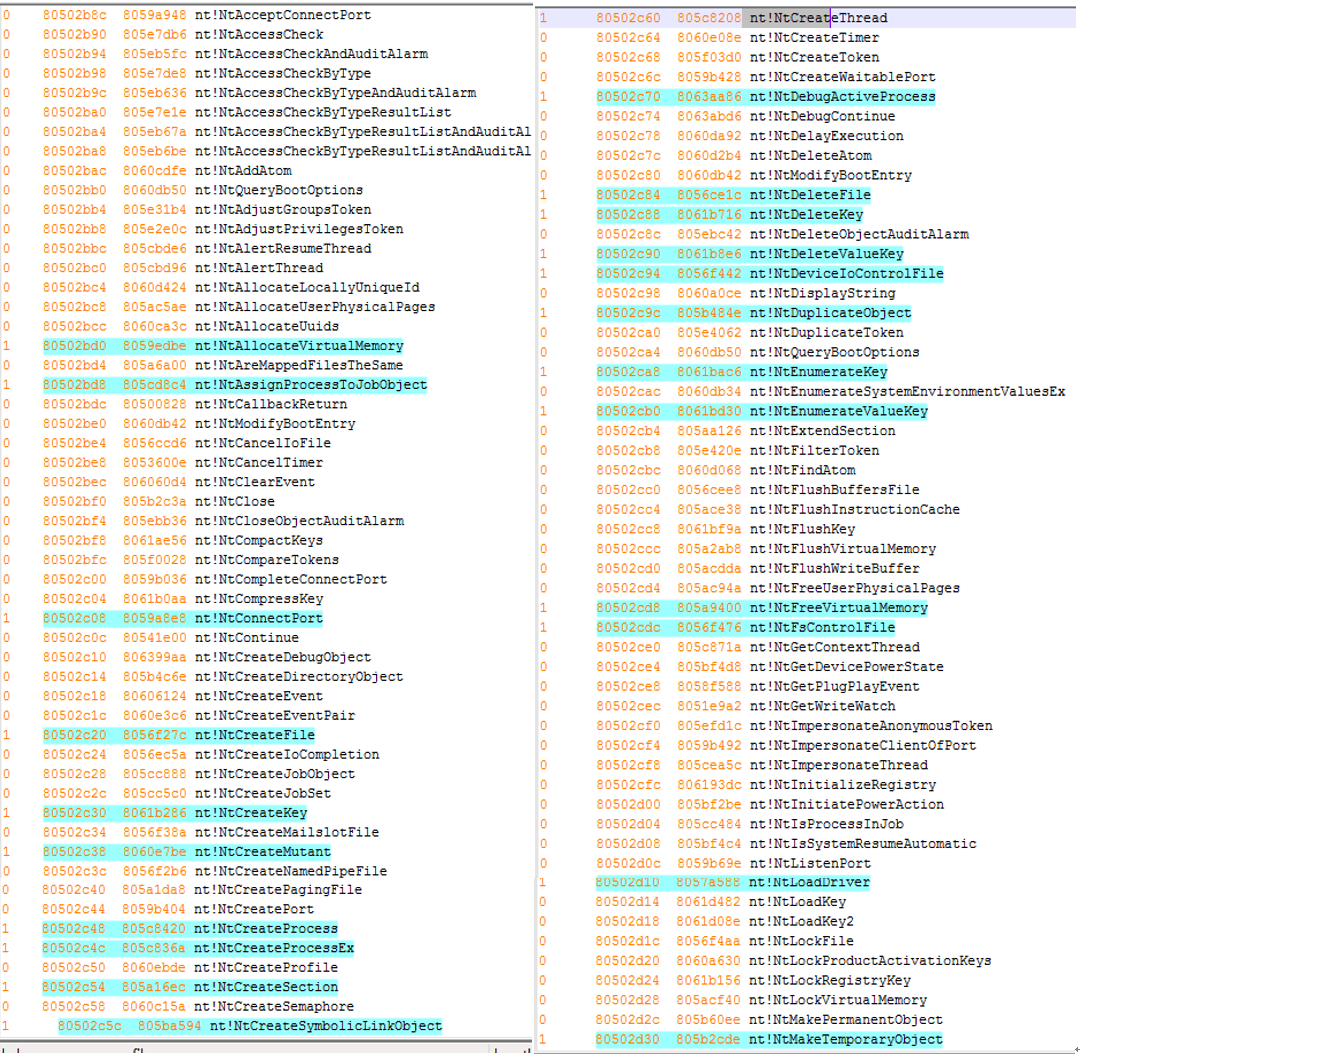 0 80502b8c 8059a948 nt!NtAcceptConnectPort
0 80502b90 805e7db6 nt!NtAccessCheck
0 80502b94 805eb5fc nt!NtAccessCheckAndAuditAlarm
0 80502b98 805e7de8 nt!NtAccessCheckByType
0 80502b9c 805eb636 nt!NtAccessCheckByTypeAndAuditAlarm
0 80502ba0 805e7e1e nt!NtAccessCheckByTypeResultList
0 80502ba4 805eb67a nt!NtAccessCheckByTypeResultListAndAuditAl
0 80502ba8 805eb6be nt!NtAccessCheckByTypeResultListAndAuditAl
0 80502bac 8060cdfe nt!NtAddAtom
0 80502bb0 8060db50 nt!NtQueryBootOptions
0 80502bb4 805e31b4 nt!NtAdjustGroupsToken
0 80502bb8 805e2e0c nt!NtAdjustPrivilegesToken
0 80502bbc 805cbde6 nt!NtAlertResumeThread
0 80502bc0 805cbd96 nt!NtAlertThread
0 80502bc4 8060d424 nt!NtAllocateLocallyUniqueId
0 80502bc8 805ac5ae nt!NtAllocateUserPhysicalPages
0 80502bcc 8060ca3c nt!NtAllocateUuids
1 80502bd0 8059edbe nt!NtAllocateVirtualMemory
0 80502bd4 805a6a00 nt!NtAreMappedFilesTheSame
1 80502bd8 805cd8c4 nt!NtAssignProcessToJobObject
0 80502bdc 80500828 nt!NtCallbackReturn
0 80502be0 8060db42 nt!NtModifyBootEntry
0 80502be4 8056ccd6 nt!NtCancelIoFile
0 80502be8 8053600e nt!NtCancelTimer
0 80502bec 806060d4 nt!NtClearEvent
0 80502bf0 805b2c3a nt!NtClose
0 80502bf4 805ebb36 nt!NtCloseObjectAuditAlarm
0 80502bf8 8061ae56 nt!NtCompactKeys
0 80502bfc 805f0028 nt!NtCompareTokens
0 80502c00 8059b036 nt!NtCompleteConnectPort
0 80502c04 8061b0aa nt!NtCompressKey
1 80502c08 8059a8e8 nt!NtConnectPort
0 80502c0c 80541e00 nt!NtContinue
0 80502c10 806399aa nt!NtCreateDebugObject
0 80502c14 805b4c6e nt!NtCreateDirectoryObject
0 80502c18 80606124 nt!NtCreateEvent
0 80502c1c 8060e3c6 nt!NtCreateEventPair
1 80502c20 8056f27c nt!NtCreateFile
0 80502c24 8056ec5a nt!NtCreateIoCompletion
0 80502c28 805cc888 nt!NtCreateJobObject
0 80502c2c 805cc5c0 nt!NtCreateJobSet
1 80502c30 8061b286 nt!NtCreateKey
0 80502c34 8056f38a nt!NtCreateMailslotFile
1 80502c38 8060e7be nt!NtCreateMutant
0 80502c3c 8056f2b6 nt!NtCreateNamedPipeFile
0 80502c40 805a1da8 nt!NtCreatePagingFile
0 80502c44 8059b404 nt!NtCreatePort
1 80502c48 805c8420 nt!NtCreateProcess
1 80502c4c 805c836a nt!NtCreateProcessEx
0 80502c50 8060ebde nt!NtCreateProfile
1 80502c54 805a16ec nt!NtCreateSection
0 80502c58 8060c15a nt!NtCreateSemaphore
1 80502c5c 805ba594 nt!NtCreateSymbolicLinkObject
1 80502c60 805c8208 nt!NtCreateThread
0 80502c64 8060e08e nt!NtCreateTimer
0 80502c68 805f03d0 nt!NtCreateToken
0 80502c6c 8059b428 nt!NtCreateWaitablePort
1 80502c70 8063aa86 nt!NtDebugActiveProcess
0 80502c74 8063abd6 nt!NtDebugContinue
0 80502c78 8060da92 nt!NtDelayExecution
0 80502c7c 8060d2b4 nt!NtDeleteAtom
0 80502c80 8060db42 nt!NtModifyBootEntry
1 80502c84 8056ce1c nt!NtDeleteFile
1 80502c88 8061b716 nt!NtDeleteKey
0 80502c8c 805ebc42 nt!NtDeleteObjectAuditAlarm
1 80502c90 8061b8e6 nt!NtDeleteValueKey
1 80502c94 8056f442 nt!NtDeviceIoControlFile
0 80502c98 8060a0ce nt!NtDisplayString
1 80502c9c 805b484e nt!NtDuplicateObject
0 80502ca0 805e4062 nt!NtDuplicateToken
0 80502ca4 8060db50 nt!NtQueryBootOptions
1 80502ca8 8061bac6 nt!NtEnumerateKey
0 80502cac 8060db34 nt!NtEnumerateSystemEnvironmentValuesEx
1 80502cb0 8061bd30 nt!NtEnumerateValueKey
0 80502cb4 805aa126 nt!NtExtendSection
0 80502cb8 805e420e nt!NtFilterToken
0 80502cbc 8060d068 nt!NtFindAtom
0 80502cc0 8056cee8 nt!NtFlushBuffersFile
0 80502cc4 805ace38 nt!NtFlushInstructionCache
0 80502cc8 8061bf9a nt!NtFlushKey
0 80502ccc 805a2ab8 nt!NtFlushVirtualMemory
0 80502cd0 805acdda nt!NtFlushWriteBuffer
0 80502cd4 805ac94a nt!NtFreeUserPhysicalPages
1 80502cd8 805a9400 nt!NtFreeVirtualMemory
1 80502cdc 8056f476 nt!NtFsControlFile
0 80502ce0 805c871a nt!NtGetContextThread
0 80502ce4 805bf4d8 nt!NtGetDevicePowerState
0 80502ce8 8058f588 nt!NtGetPlugPlayEvent
0 80502cec 8051e9a2 nt!NtGetWriteWatch
0 80502cf0 805efd1c nt!NtImpersonateAnonymousToken
0 80502cf4 8059b492 nt!NtImpersonateClientOfPort
0 80502cf8 805cea5c nt!NtImpersonateThread
0 80502cfc 806193dc nt!NtInitializeRegistry
0 80502d00 805bf2be nt!NtInitiatePowerAction
0 80502d04 805cc484 nt!NtIsProcessInJob
0 80502d08 805bf4c4 nt!NtIsSystemResumeAutomatic
0 80502d0c 8059b69e nt!NtListenPort
1 80502d10 8057a588 nt!NtLoadDriver
0 80502d14 8061d482 nt!NtLoadKey
0 80502d18 8061d08e nt!NtLoadKey2
0 80502d1c 8056f4aa nt!NtLockFile
0 80502d20 8060a630 nt!NtLockProductActivationKeys
0 80502d24 8061b156 nt!NtLockRegistryKey
0 80502d28 805acf40 nt!NtLockVirtualMemory
0 80502d2c 805b60ee nt!NtMakePermanentObject
1 80502d30 805b2cde nt!NtMakeTemporaryObject